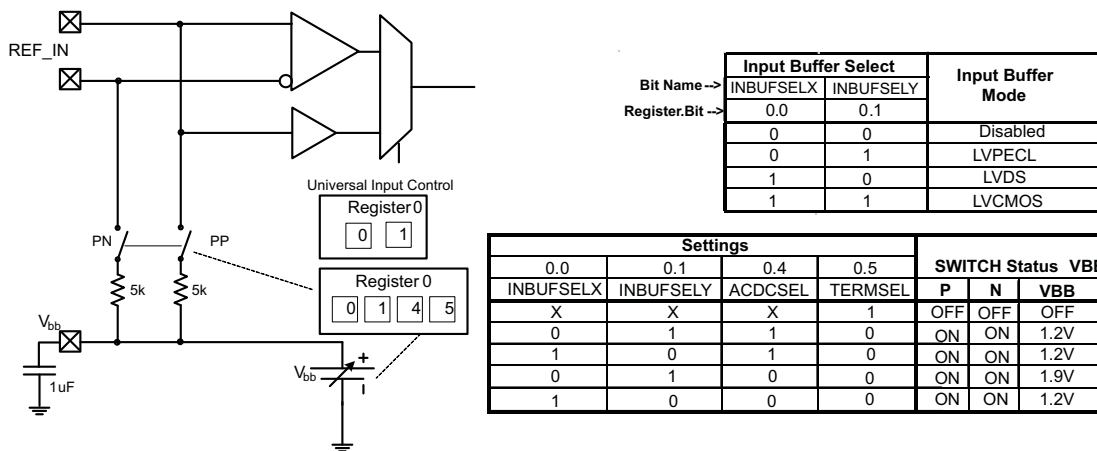 REF_IN
Universal Input Control
Register 0
0 1
PN PP
5k 5k
Register 0
0 1 4 5
Vbb
1uF
Vbb
+
Input Buffer Select Input Buffer Mode
Bit Name --> INBUFSELX INBUFSELY
Register.Bit --> 0.0 0.1
0 0 Disabled
0 1 LVPECL
1 0 LVDS
1 1 LVCMOS
Settings SWITCH Status VBB
0.0 0.1 0.4 0.5
INBUFSELX INBUFSELY ACDCSEL TERMSEL P N VBB
X X X 1 OFF OFF OFF
0 1 1 0 ON ON 1.2V
1 0 1 0 ON ON 1.2V
0 1 0 0 ON ON 1.9V
1 0 0 0 ON ON 1.2V